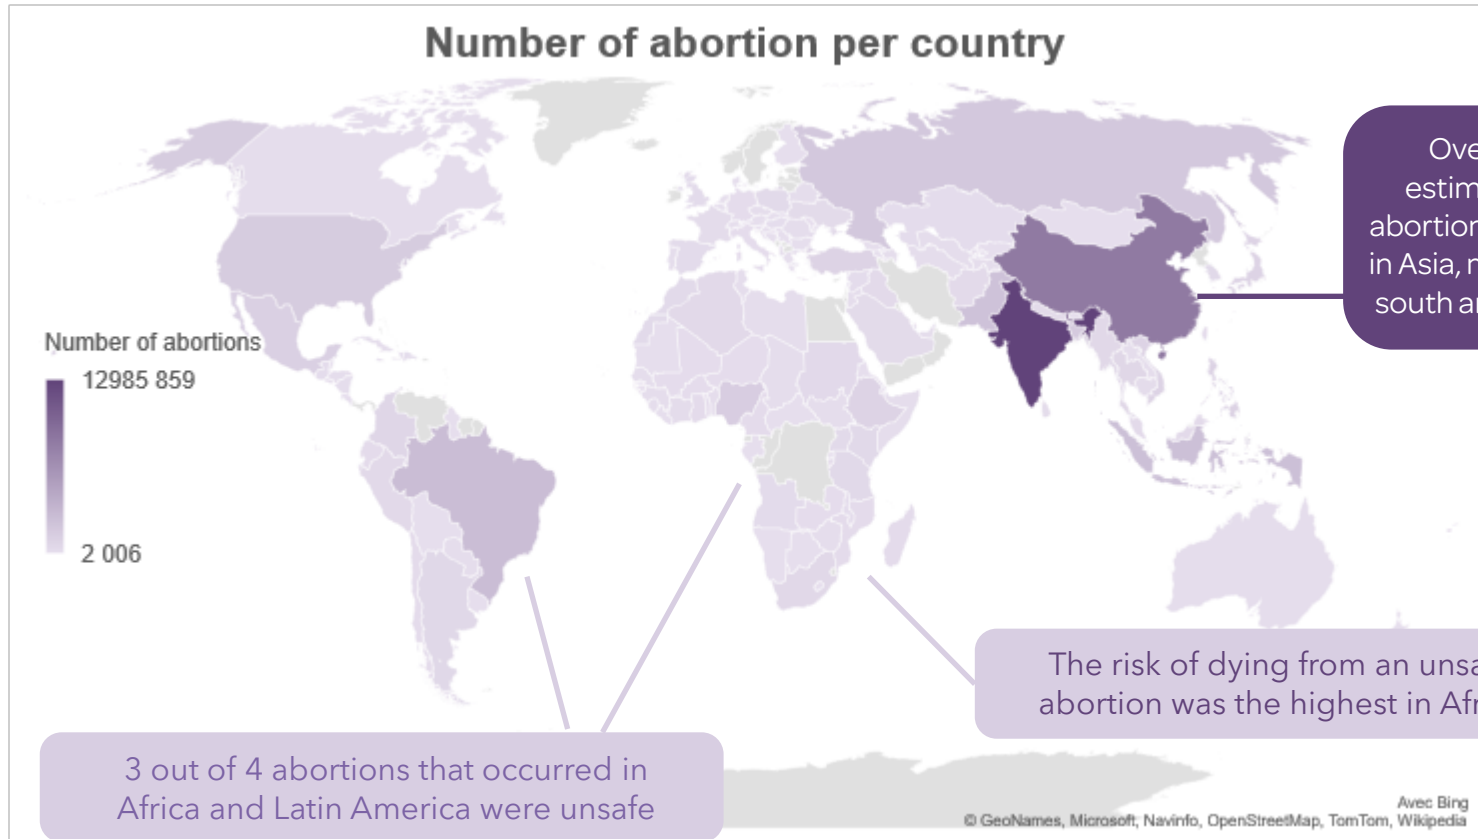 Number of abortion per country
Ove
estim
abortion
in Asia, m
south ar
Number of abortions
12985 859
2 006
The risk of dying from an unsa
abortion was the highest in Afr
3 out of 4 abortions that occurred in
Africa and Latin America were unsafe
Avec Bing
© GeoNames, Microsoft, Navinfo, OpenStreetMap, TomTom, Wikipedia